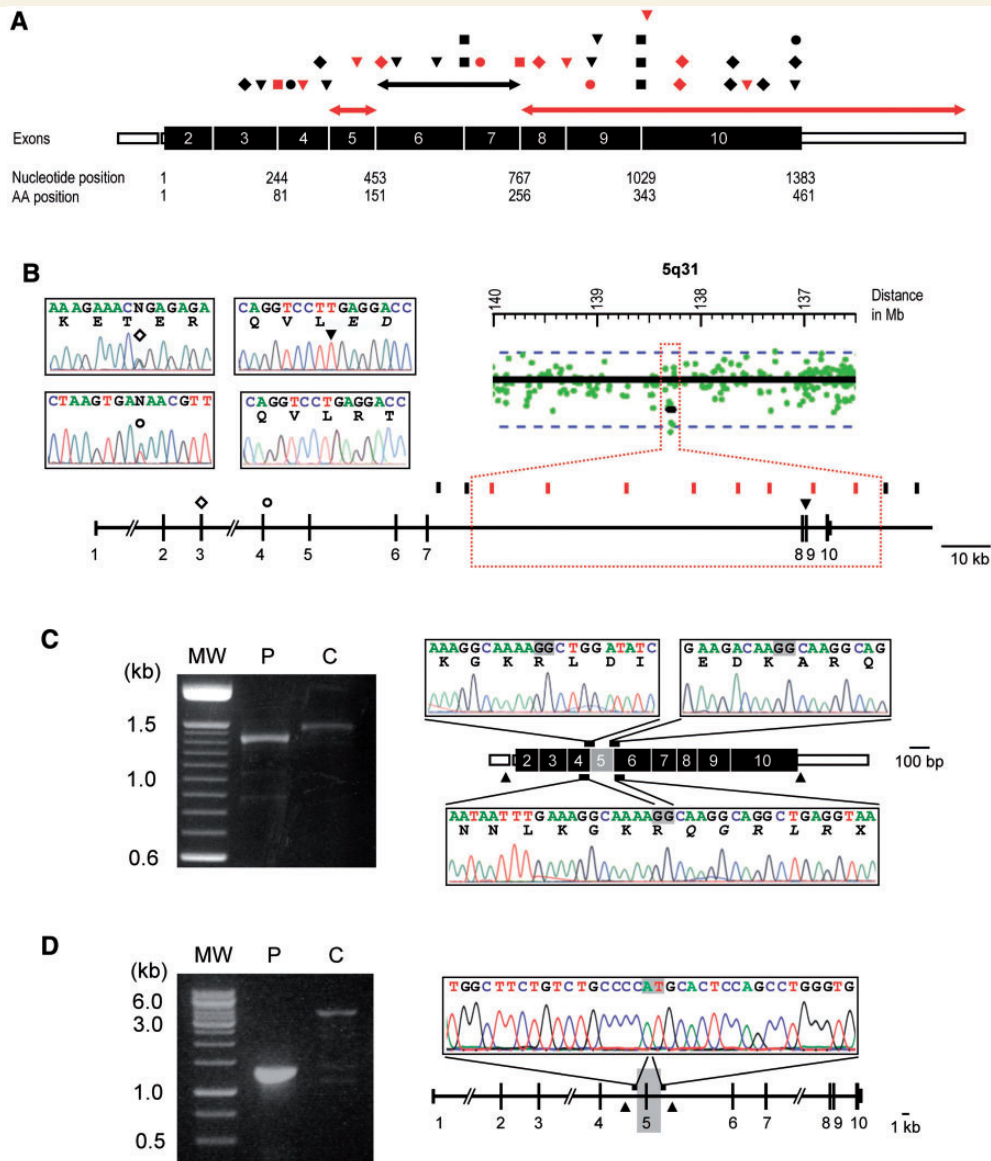 A
Exons
2 3 4 5 6 7 8 9 10
Nucleotide position 1 244 453 767 1029 1383
AA position 1 81 151 256 343 461
B
AAAGAAACNGAGAGA
K E T E R
CAGGTCCTTGAGGACC
Q V L E D
CTAAGTGANAACGTT
CAGGTCCTGAGGACC
Q V L R T
5q31
140 139 138 137
Distance
in Mb
1 2 3 4 5 6 7 8 9 10
10 kb
C
(kb)
MW P C
1.5
1.0
0.6
AAAGGCAAAAGGCTGGATATC
K G K R L D I
GAAGACAAGGCAAGGCAG
E D K A R Q
2 3 4 5 6 7 8 9 10
100 bp
AATAATTTGAAAGGCAAAAGGCAAGGCAGGCTGAGGTAA
N N L K G K R Q G R L R X
D
(kb)
MW P C
6.0
3.0
1.0
0.5
TGGCTTCTGTCTGCCCCATGCACTCCAGCCTGGGTG
1 2 3 4 5 6 7 8 9 10
1 kb